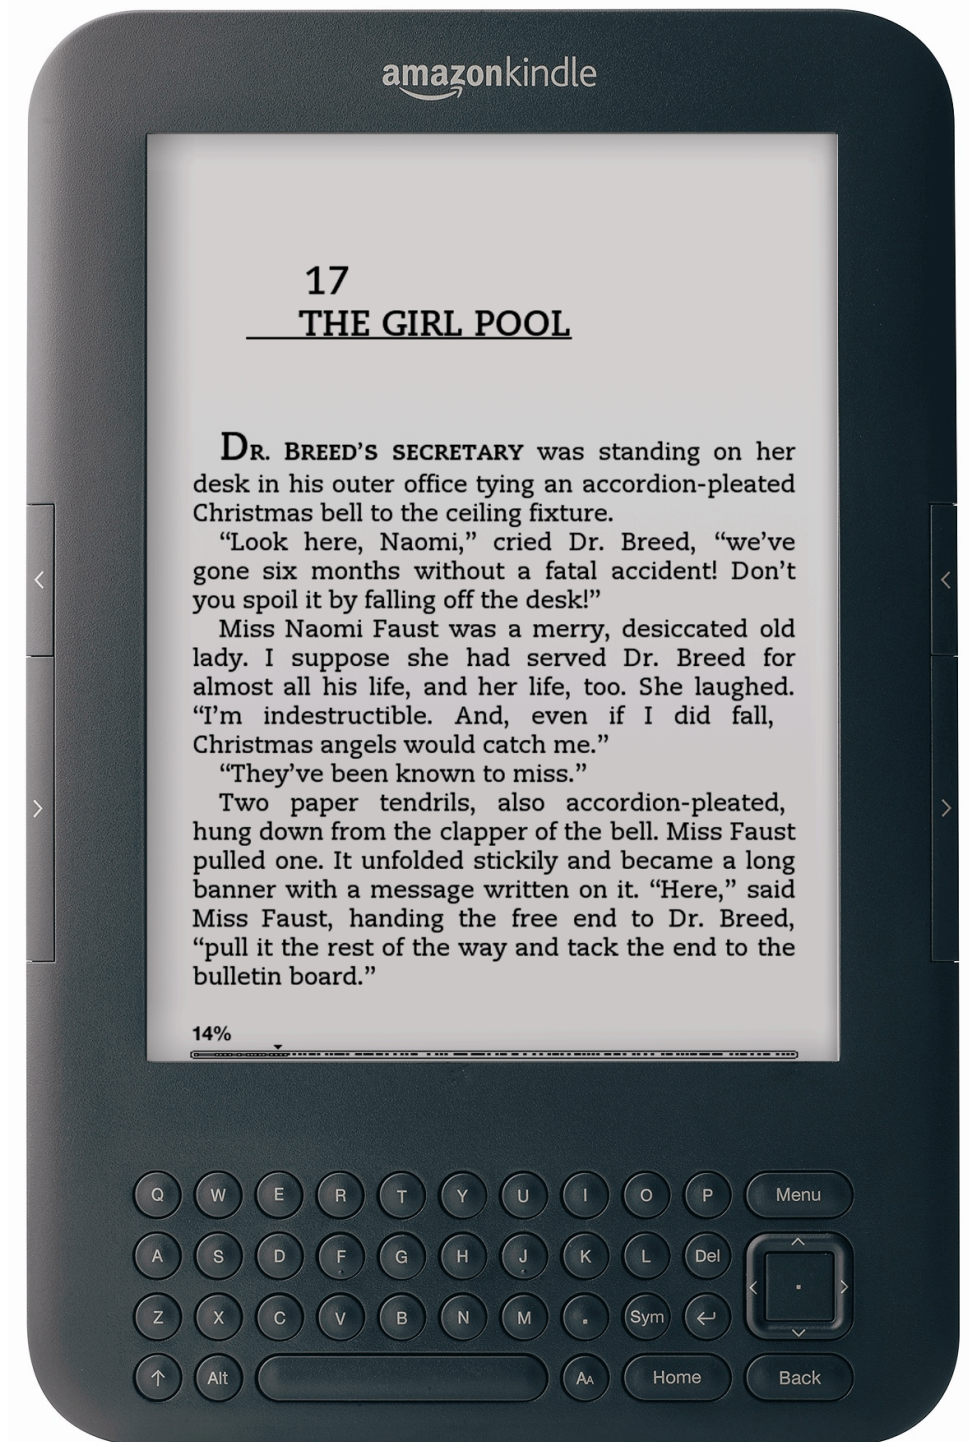 amazonkindle
17
THE GIRL POOL
DR. BREED’S SECRETARY was standing on her
desk in his outer office tying an accordion-pleated
Christmas bell to the ceiling fixture.
“Look here, Naomi,” cried Dr. Breed, “we’ve
gone six months without a fatal accident! Don’t
you spoil it by falling off the desk!”
Miss Naomi Faust was a merry, desiccated old
lady. I suppose she had served Dr. Breed for
almost all his life, and her life, too. She laughed.
“I’m indestructible. And, even if I did fall,
Christmas angels would catch me.”
“They’ve been known to miss.”
Two paper tendrils, also accordion-pleated,
hung down from the clapper of the bell. Miss Faust
pulled one. It unfolded stickily and became a long
banner with a message written on it. “Here,” said
Miss Faust, handing the free end to Dr. Breed,
“pull it the rest of the way and tack the end to the
bulletin board.”
14%
Q W E R T Y U I O P Menu
A S D F G H J K L Del
Z X C V B N M . Sym
Alt AA Home Back